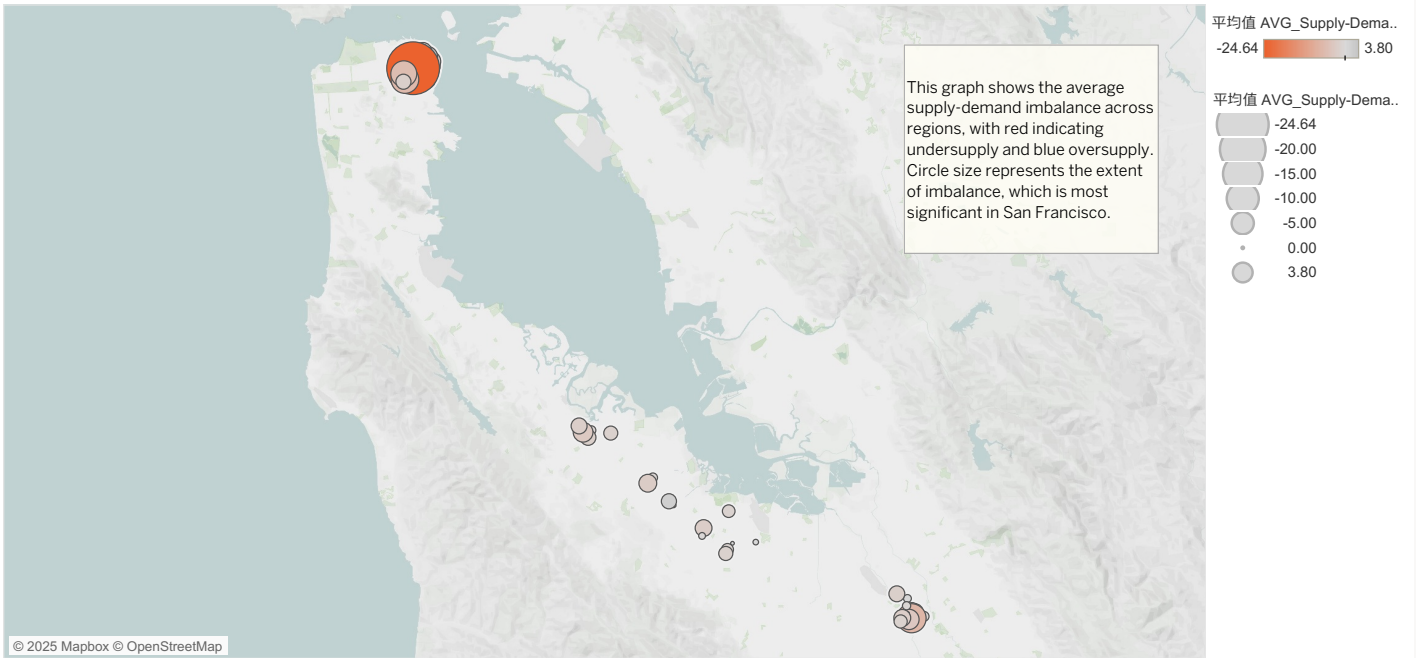 平均值 AVG_Supply-Dema..
-24.64 3.80
This graph shows the average
supply-demand imbalance across
regions, with red indicating
undersupply and blue oversupply.
Circle size represents the extent
of imbalance, which is most
significant in San Francisco.
平均值 AVG_Supply-Dema..
-24.64
-20.00
-15.00
-10.00
-5.00
0.00
3.80
© 2025 Mapbox © OpenStreetMap